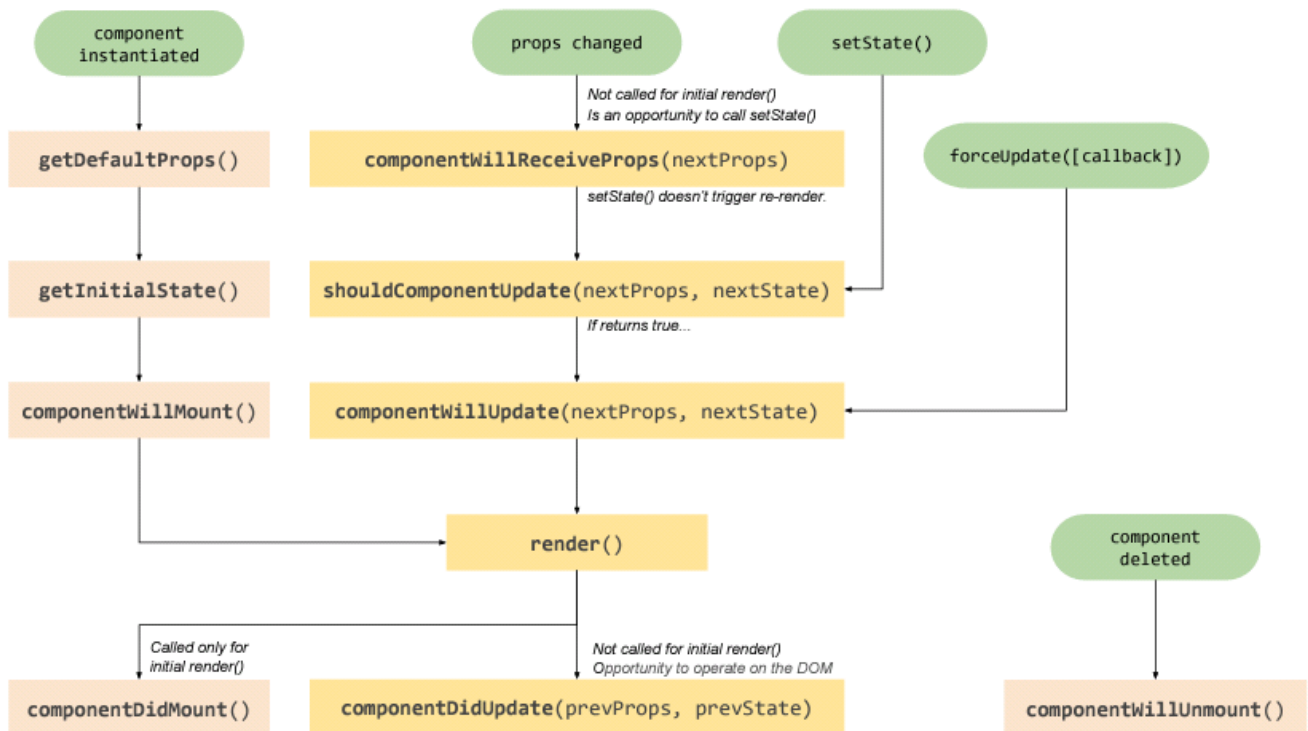 component
instantiated
props changed
setState()
Not called for initial render()
Is an opportunity to call setState()
getDefaultProps()
componentWillReceiveProps(nextProps)
forceUpdate([callback])
setState() doesn't trigger re-render.
getInitialState()
shouldComponentUpdate(nextProps, nextState)
If returns true...
componentWillMount()
componentWillUpdate(nextProps, nextState)
render()
component
deleted
Called only for
initial render()
Not called for initial render()
Opportunity to operate on the DOM
componentDidMount()
componentDidUpdate(prevProps, prevState)
componentWillUnmount()